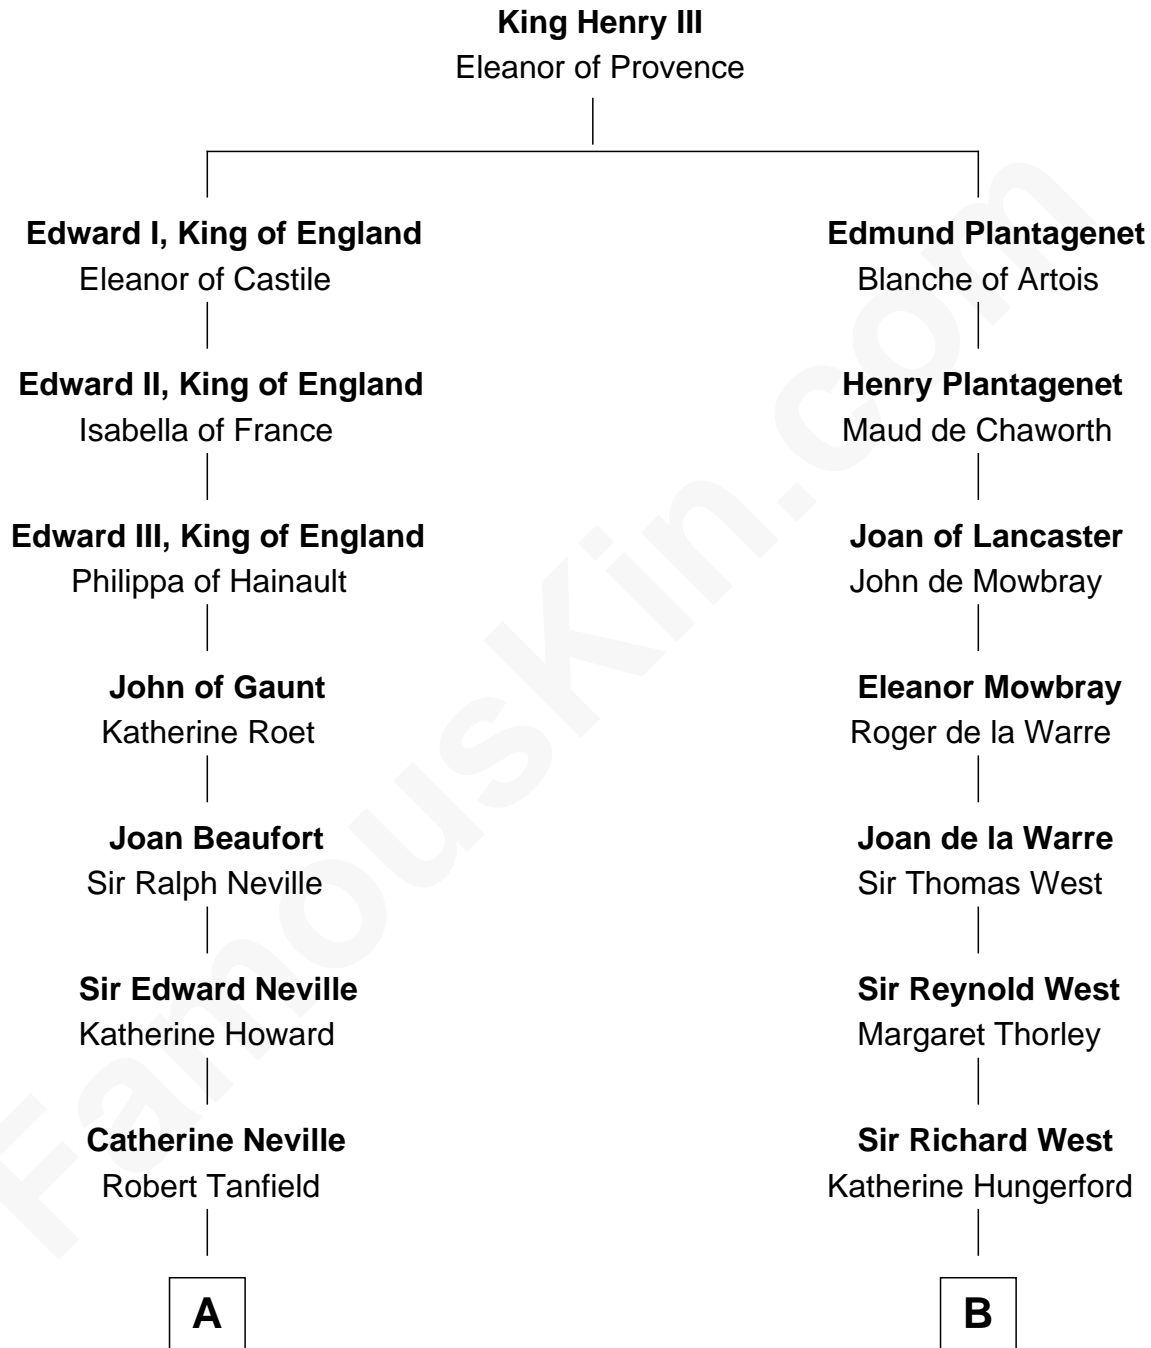 King Henry III
Eleanor of Provence
Edward I, King of England
Eleanor of Castile
Edward II, King of England
Isabella of France
Edward III, King of England
Philippa of Hainault
John of Gaunt
Katherine Roet
Joan Beaufort
Sir Ralph Neville
Sir Edward Neville
Katherine Howard
Catherine Neville
Robert Tanfield
A
Edmund Plantagenet
Blanche of Artois
Henry Plantagenet
Maud de Chaworth
Joan of Lancaster
John de Mowbray
Eleanor Mowbray
Roger de la Warre
Joan de la Warre
Sir Thomas West
Sir Reynold West
Margaret Thorley
Sir Richard West
Katherine Hungerford
B
FamousKin.com